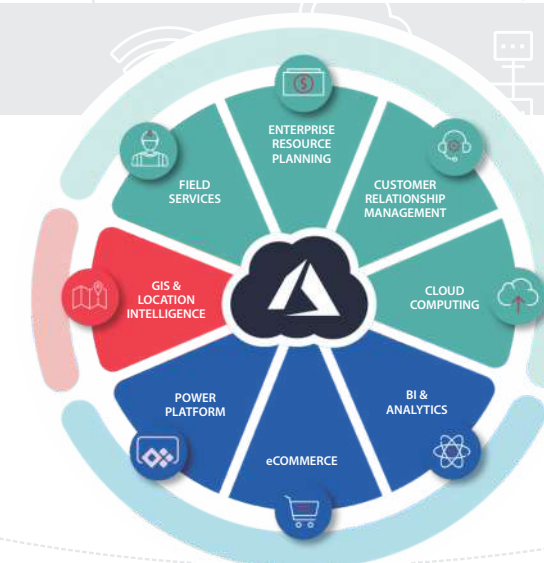 ENTERPRISE
RESOURCE
PLANNING
CUSTOMER
RELATIONSHIP
MANAGEMENT
CLOUD
COMPUTING
BI &
ANALYTICS
eCOMMERCE
POWER
PLATFORM
GIS &
LOCATION
INTELLIGENCE
FIELD
SERVICES
$